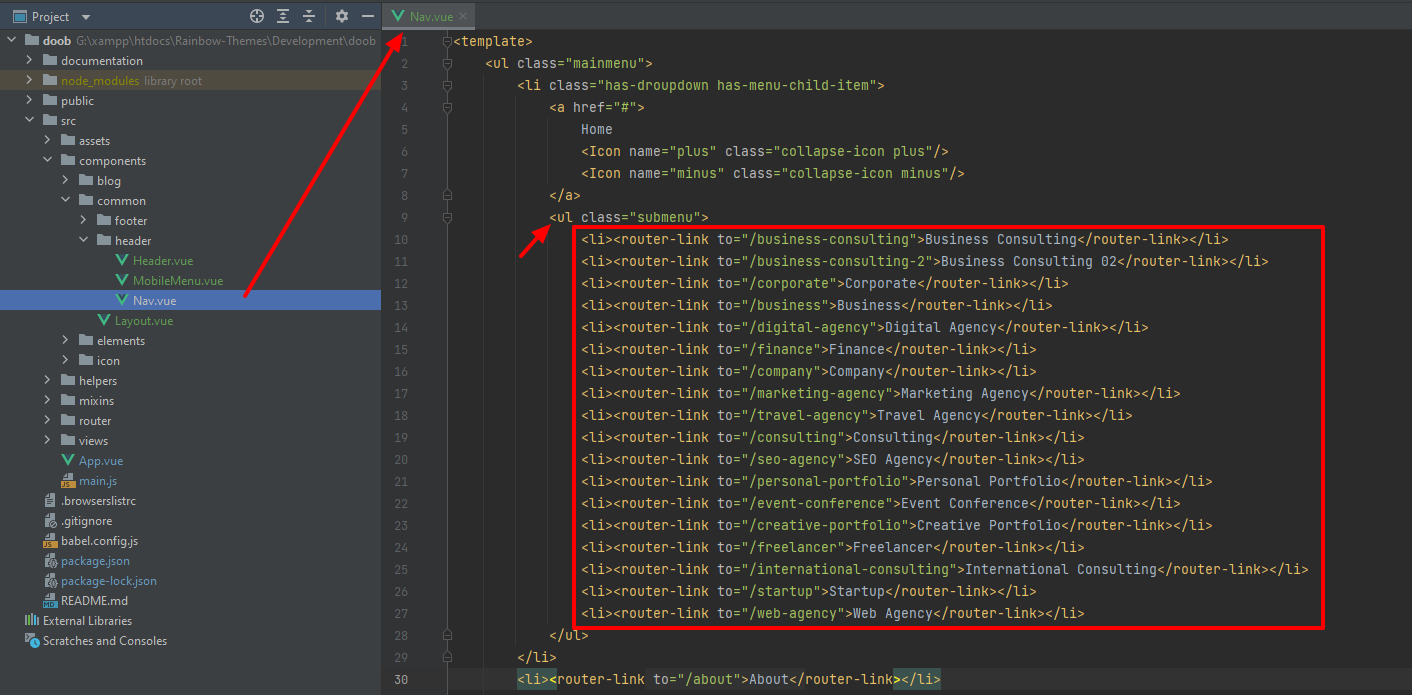 Project
doob G:\xampp\htdocs\Rainbow-Themes\Development\doob
documentation
node_modules library root
public
src
assets
components
blog
common
footer
header
Header.vue
MobileMenu.vue
Nav.vue
Layout.vue
elements
icon
helpers
mixins
router
views
App.vue
main.js
.browserslistrc
.gitignore
babel.config.js
package.json
package-lock.json
README.md
External Libraries
Scratches and Consoles
Nav.vue
1 <template>
2 <ul class="mainmenu">
3 <li class="has-droupdown has-menu-child-item">
4 <a href="#">
5 Home
6 <Icon name="plus" class="collapse-icon plus"/>
7 <Icon name="minus" class="collapse-icon minus"/>
8 </a>
9 <ul class="submenu">
10 <li><router-link to="/business-consulting">Business Consulting</router-link></li>
11 <li><router-link to="/business-consulting-2">Business Consulting 02</router-link></li>
12 <li><router-link to="/corporate">Corporate</router-link></li>
13 <li><router-link to="/business">Business</router-link></li>
14 <li><router-link to="/digital-agency">Digital Agency</router-link></li>
15 <li><router-link to="/finance">Finance</router-link></li>
16 <li><router-link to="/company">Company</router-link></li>
17 <li><router-link to="/marketing-agency">Marketing Agency</router-link></li>
18 <li><router-link to="/travel-agency">Travel Agency</router-link></li>
19 <li><router-link to="/consulting">Consulting</router-link></li>
20 <li><router-link to="/seo-agency">SEO Agency</router-link></li>
21 <li><router-link to="/personal-portfolio">Personal Portfolio</router-link></li>
22 <li><router-link to="/event-conference">Event Conference</router-link></li>
23 <li><router-link to="/creative-portfolio">Creative Portfolio</router-link></li>
24 <li><router-link to="/freelancer">Freelancer</router-link></li>
25 <li><router-link to="/international-consulting">International Consulting</router-link></li>
26 <li><router-link to="/startup">Startup</router-link></li>
27 <li><router-link to="/web-agency">Web Agency</router-link></li>
28 </ul>
29 </li>
30 <li><router-link to="/about">About</router-link></li>